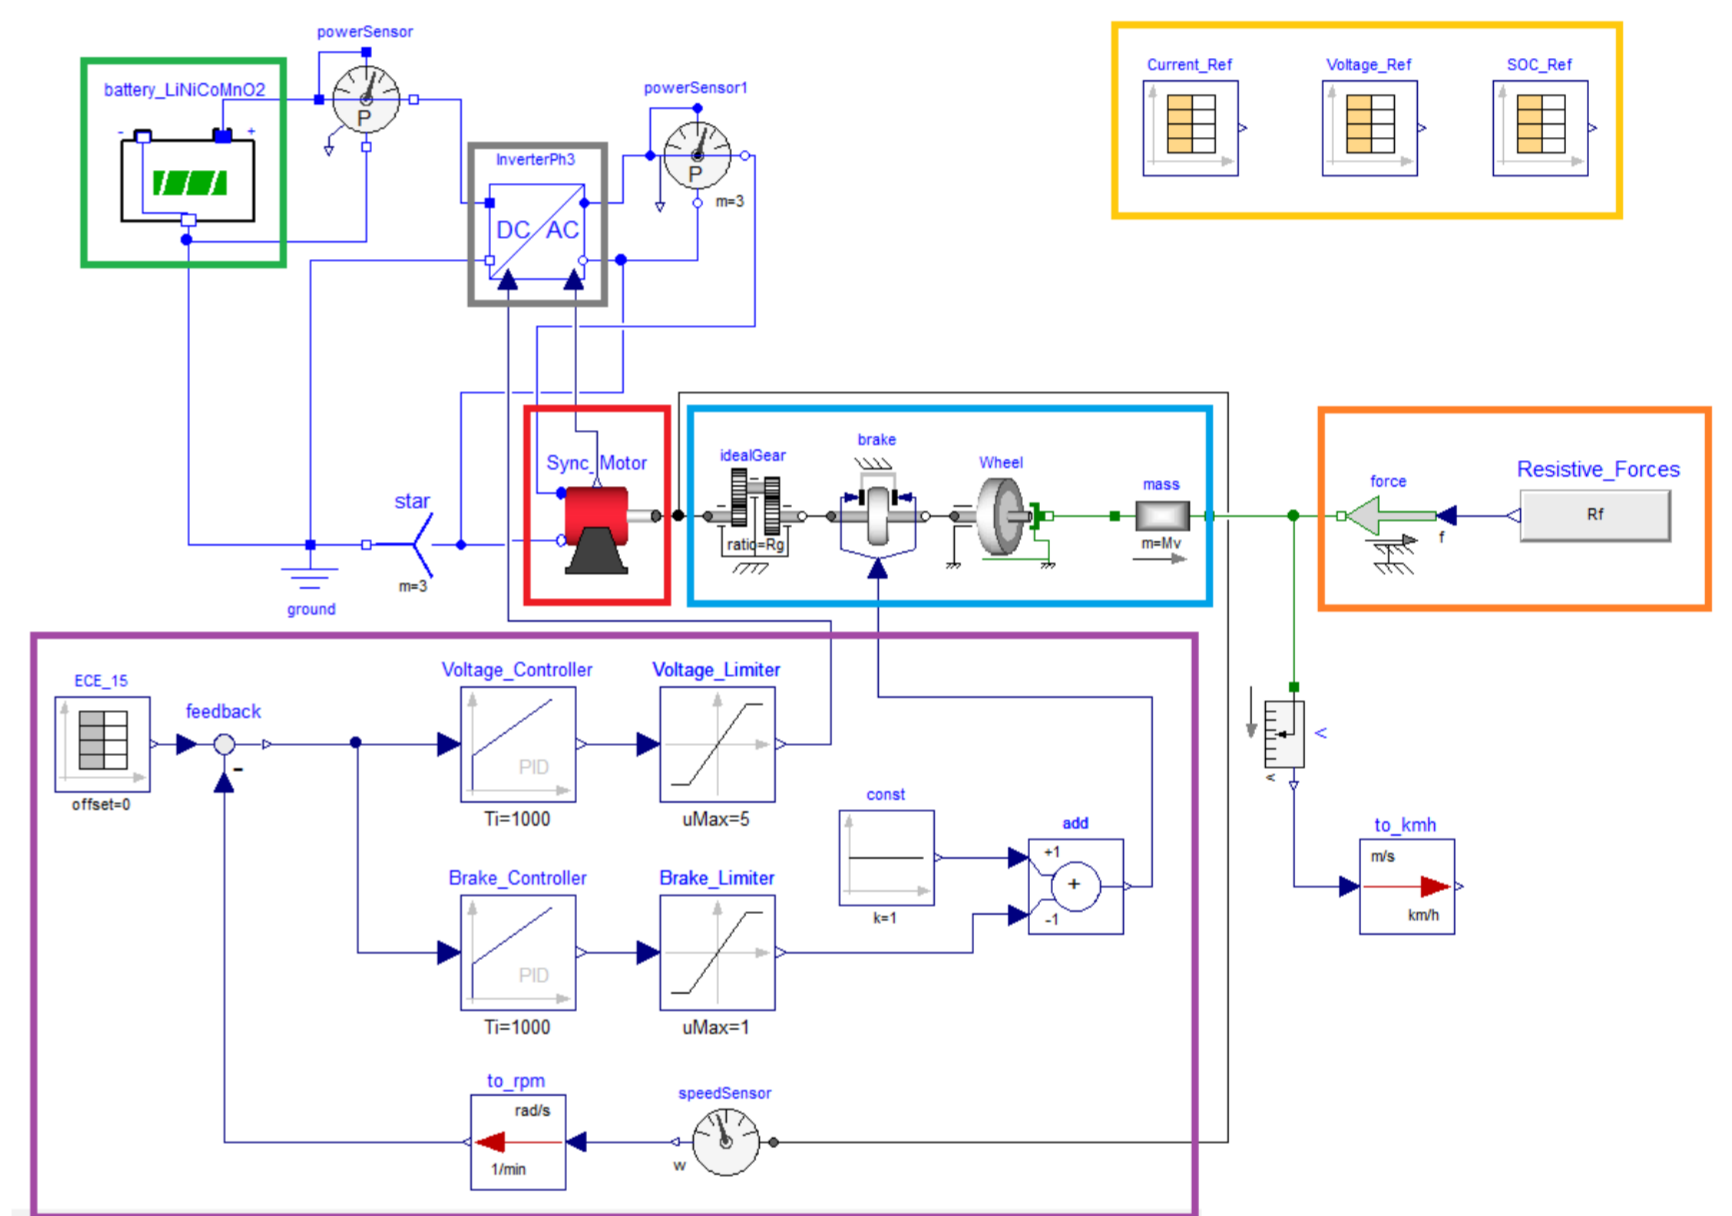 powerSensor
battery_LiNiCoMnO2
-
+
P
powerSensor1
P
m=3
Current_Ref
Voltage_Ref
SOC_Ref
InverterPh3
DC
AC
Sync_Motor
star
m=3
ground
idealGear
ratio=Rg
brake
Wheel
mass
m=Mv
force
f
Resistive_Forces
Rf
ECE_15
offset=0
feedback
-
Voltage_Controller
PID
Ti=1000
Voltage_Limiter
uMax=5
Brake_Controller
PID
Ti=1000
Brake_Limiter
uMax=1
const
k=1
add
+1
+
-1
v
v
to_kmh
m/s
km/h
to_rpm
rad/s
1/min
speedSensor
w